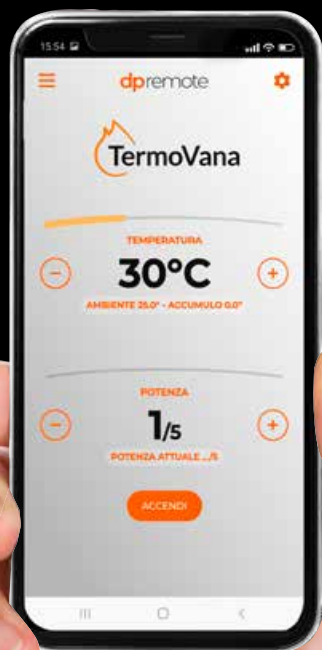 15:54
dpremote
TermoVana
TEMPERATURA
30°C
AMBIENTE 25.0° - ACCUMULO 0.0°
POTENZA
1/5
POTENZA ATTUALE .../5
ACCENDI